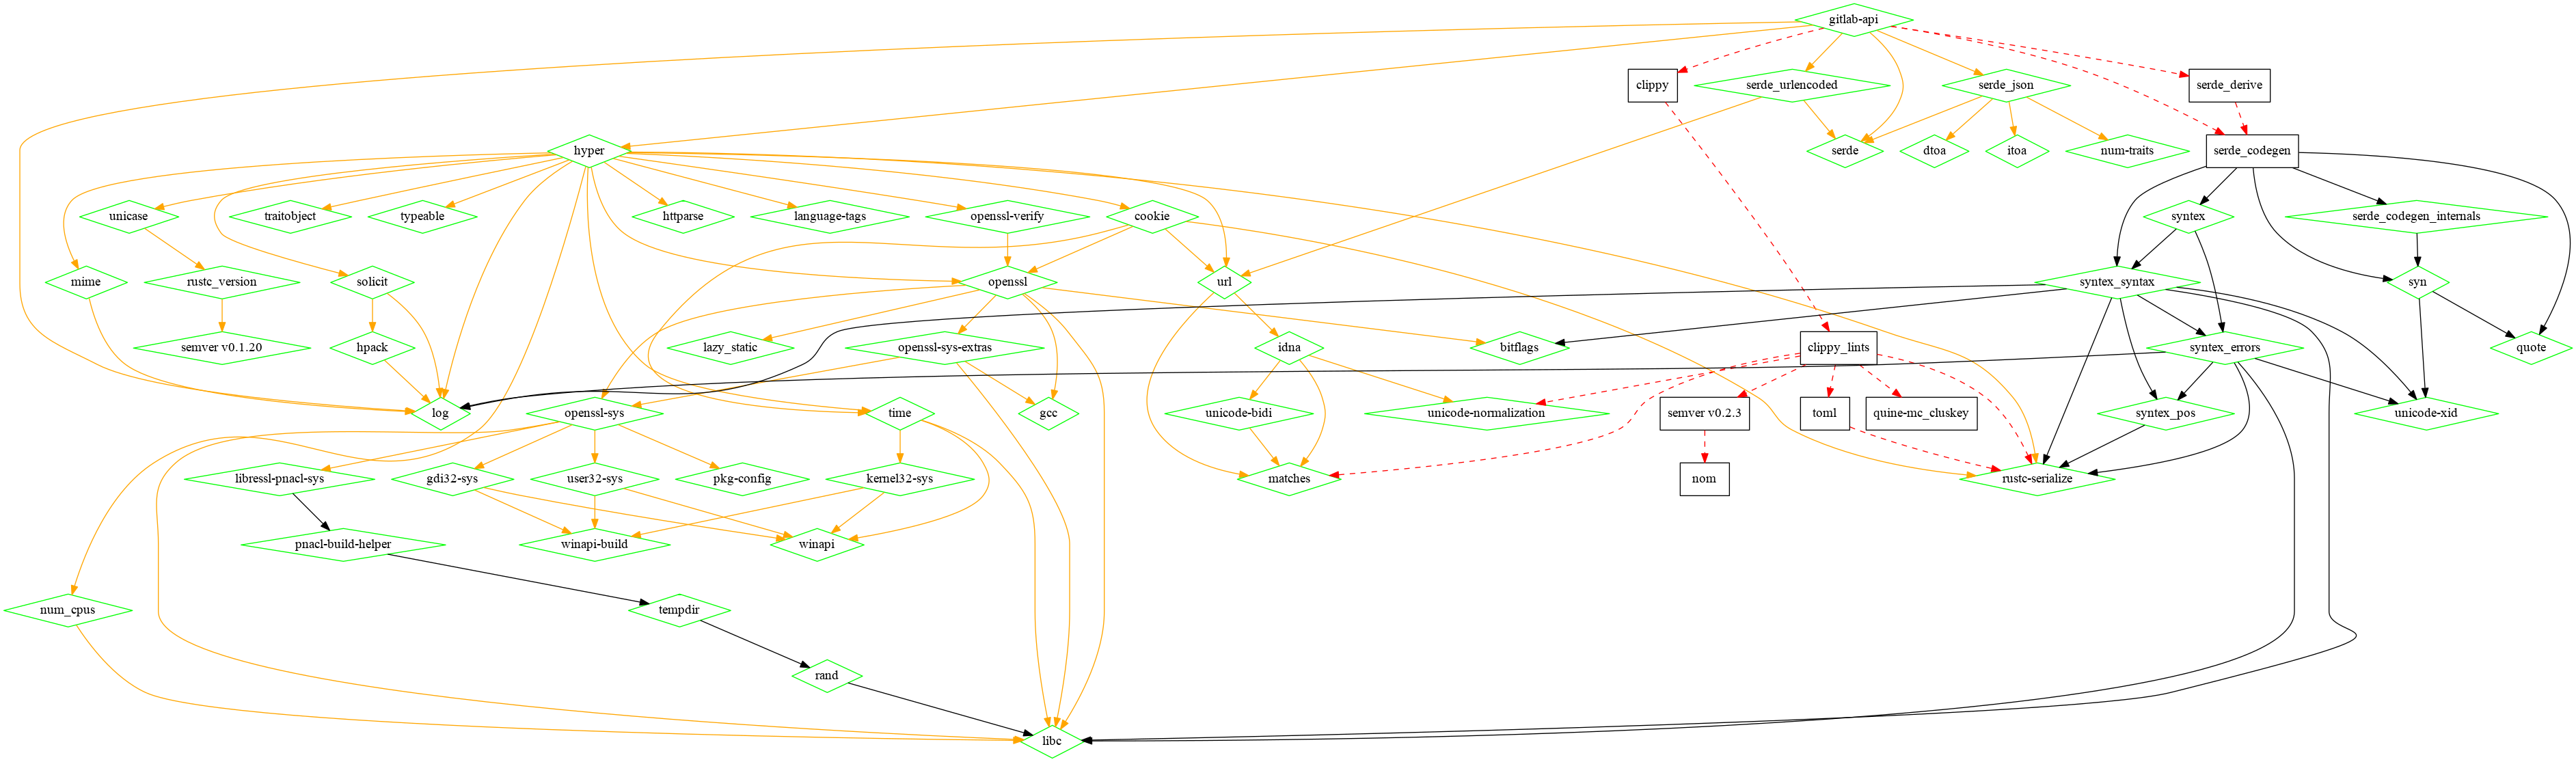 gitlab-api
clippy
serde_urlencoded
serde_json
serde_derive
hyper
serde
dtoa
itoa
num-traits
serde_codegen
unicase
traitobject
typeable
httparse
language-tags
openssl-verify
cookie
syntex
serde_codegen_internals
mime
rustc_version
solicit
openssl
url
syntex_syntax
syn
semver v0.1.20
hpack
lazy_static
openssl-sys-extras
idna
bitflags
clippy_lints
syntex_errors
quote
log
openssl-sys
time
gcc
unicode-bidi
unicode-normalization
semver v0.2.3
toml
quine-mc_cluskey
syntex_pos
unicode-xid
libressl-pnacl-sys
gdi32-sys
user32-sys
pkg-config
kernel32-sys
matches
nom
rustc-serialize
pnacl-build-helper
winapi-build
winapi
num_cpus
tempdir
rand
libc